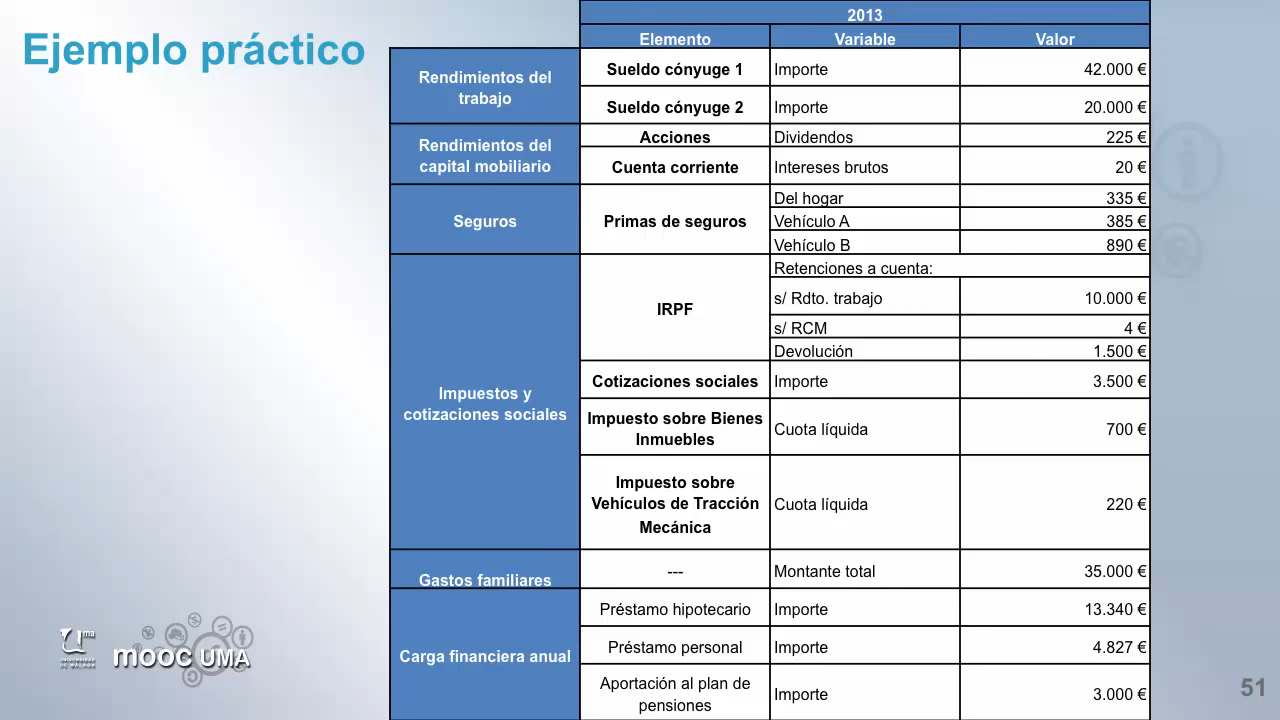 Ejemplo práctico
2013
Elemento Variable Valor
Rendimientos del
trabajo
Sueldo cónyuge 1 Importe 42.000 €
Sueldo cónyuge 2 Importe 20.000 €
Rendimientos del
capital mobiliario
Acciones Dividendos 225 €
Cuenta corriente Intereses brutos 20 €
Seguros
Primas de seguros
Del hogar 335 €
Vehículo A 385 €
Vehículo B 890 €
Impuestos y
cotizaciones sociales
IRPF
Retenciones a cuenta:
s/ Rdto. trabajo 10.000 €
s/ RCM 4 €
Devolución 1.500 €
Cotizaciones sociales Importe 3.500 €
Impuesto sobre Bienes
Inmuebles
Cuota líquida 700 €
Impuesto sobre
Vehículos de Tracción
Mecánica
Cuota líquida 220 €
Gastos familiares
--- Montante total 35.000 €
Carga financiera anual
Préstamo hipotecario Importe 13.340 €
Préstamo personal Importe 4.827 €
Aportación al plan de
pensiones
Importe 3.000 €
uma
UNIVERSIDAD
DE MÁLAGA
mooc UMA
51